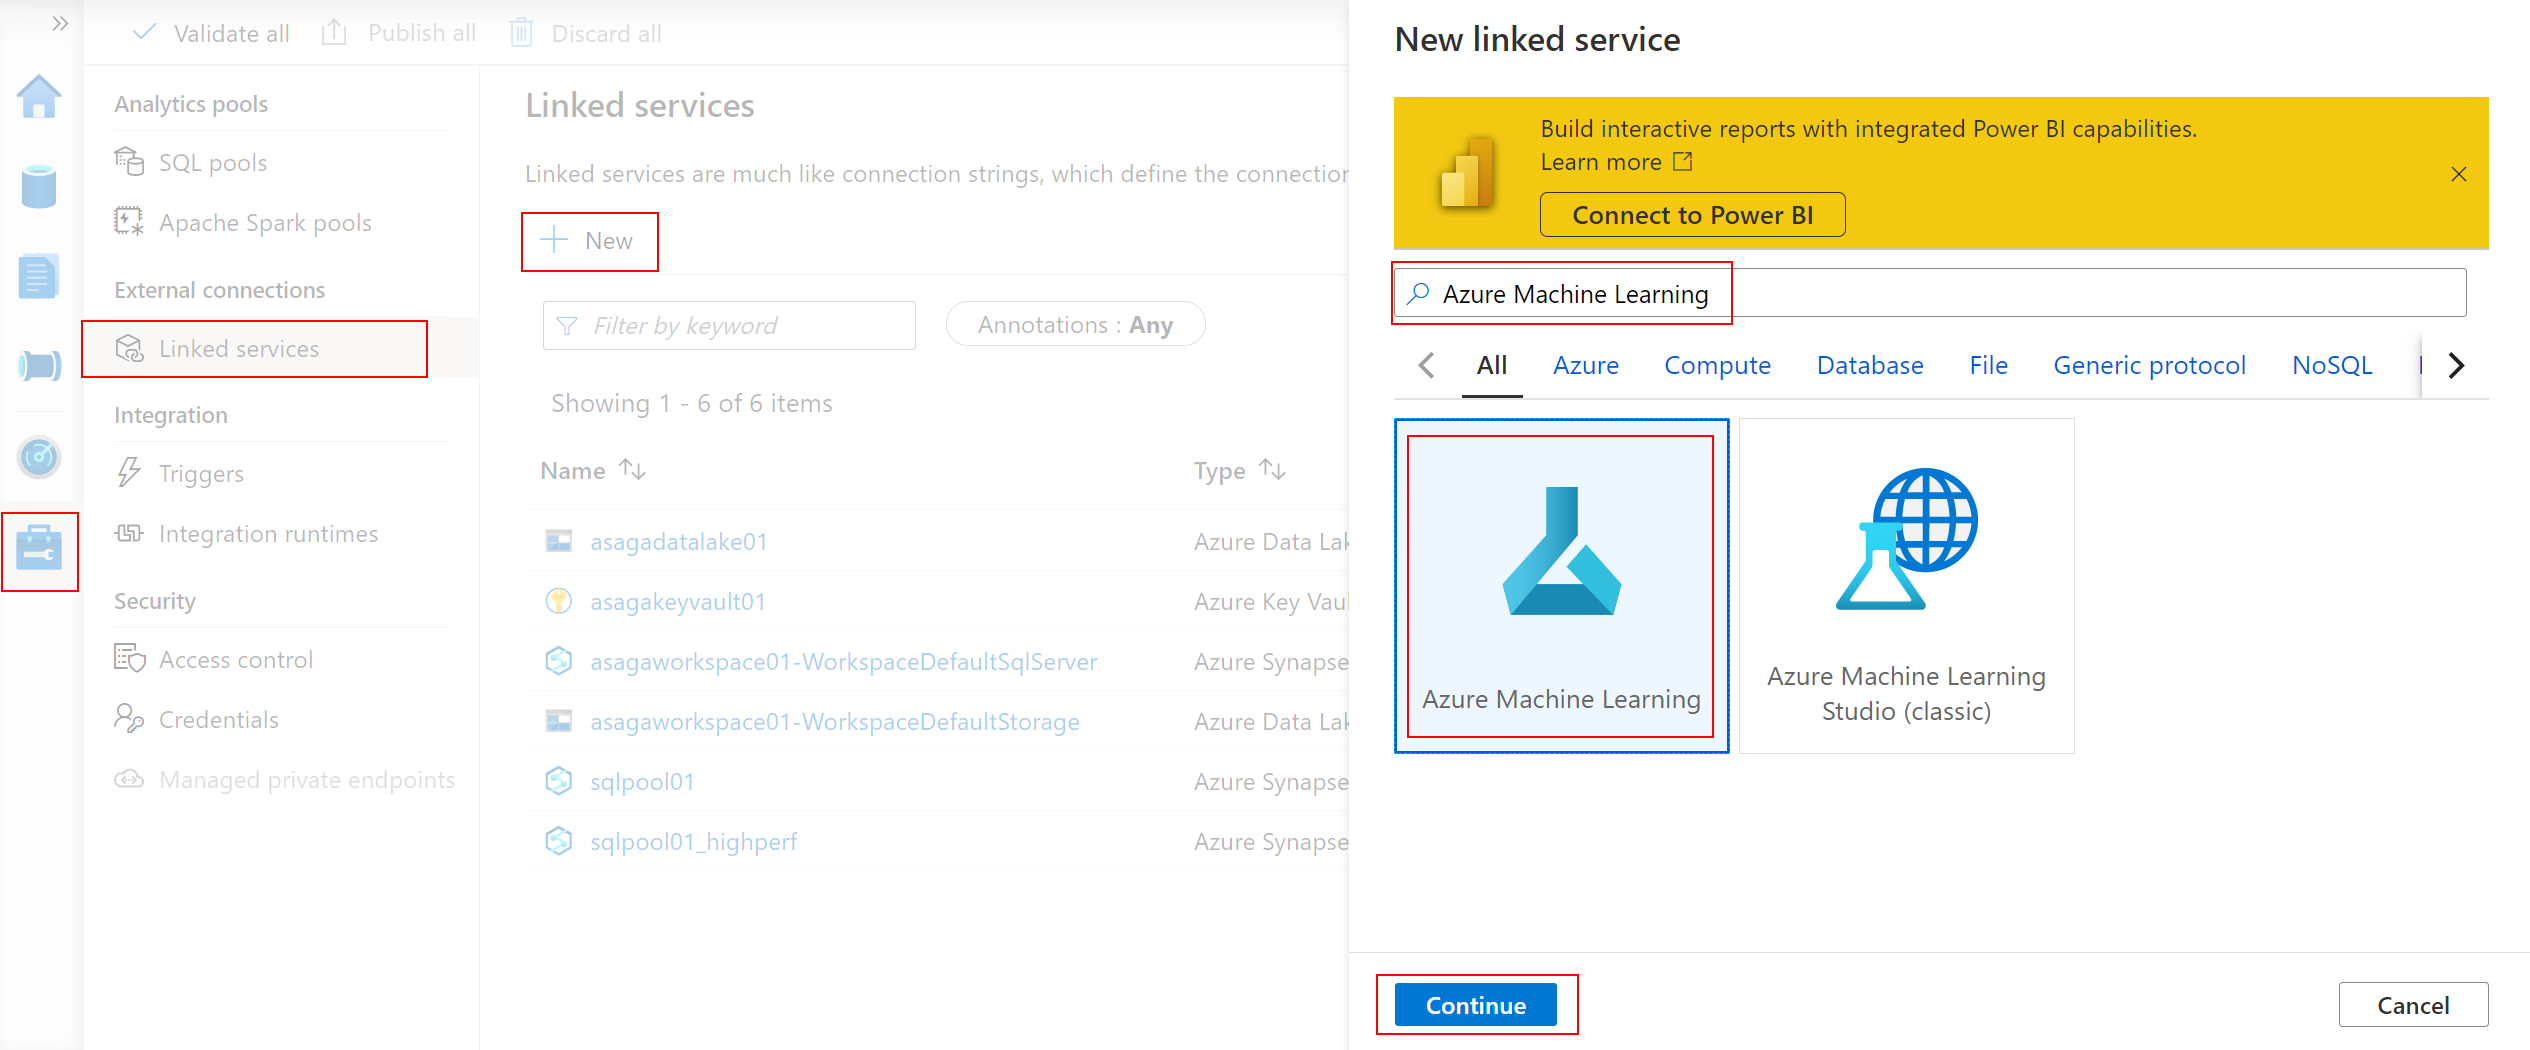 Validate all
Publish all
Discard all
Analytics pools
SQL pools
Apache Spark pools
External connections
Linked services
Integration
Triggers
Integration runtimes
Security
Access control
Credentials
Managed private endpoints
Linked services
Linked services are much like connection strings, which define the connection
New
Filter by keyword
Annotations : Any
Showing 1 - 6 of 6 items
Name Type
asagadatalake01 Azure Data Lak
asagakeyvault01 Azure Key Vaul
asagaworkspace01-WorkspaceDefaultSqlServer Azure Synapse
asagaworkspace01-WorkspaceDefaultStorage Azure Data Lak
sqlpool01 Azure Synapse
sqlpool01_highperf Azure Synapse
New linked service
Build interactive reports with integrated Power BI capabilities.
Learn more
Connect to Power BI
Azure Machine Learning
All Azure Compute Database File Generic protocol NoSQL
Azure Machine Learning
Azure Machine Learning
Studio (classic)
Continue
Cancel